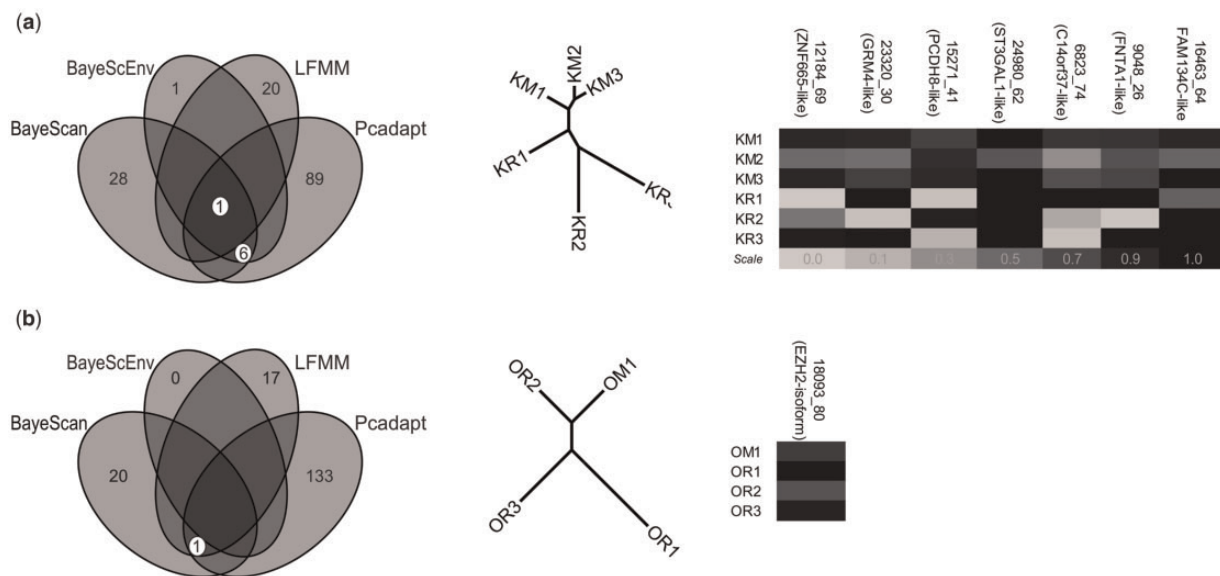 (a)
BayeScEnv
LFMM
BayeScan
Pcadapt
1
20
28
89
1
6
KM1
KM2
KM3
KR1
KR2
KR.
12184_69
(ZNF665-like)
23320_30
(GRM4-like)
15271_41
(PCDH8-like)
24980_62
(ST3GAL1-like)
6823_74
(C14orf37-like)
9048_26
(FNTA1-like)
16463_64
FAM134C-like
KM1
KM2
KM3
KR1
KR2
KR3
Scale 0.0 0.1 0.3 0.5 0.7 0.9 1.0
(b)
BayeScEnv
LFMM
BayeScan
Pcadapt
0
17
20
133
1
OR2
OM1
OR3
OR1
18093_80
(EZH2-isoform)
OM1
OR1
OR2
OR3